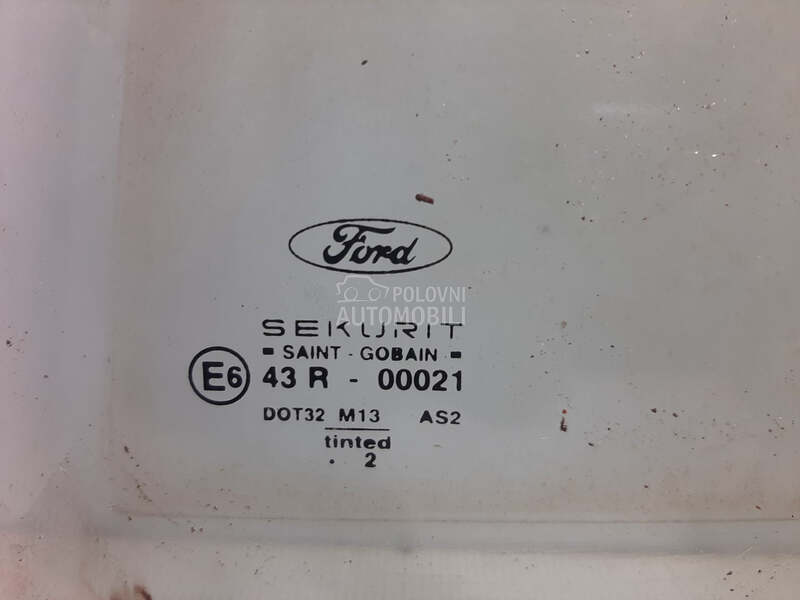 Ford
POLOVNI
AUTOMOBILI
SEKURIT
SAINT - GOBAIN
E6 43 R - 00021
DOT32 M13 AS2
tinted
. 2